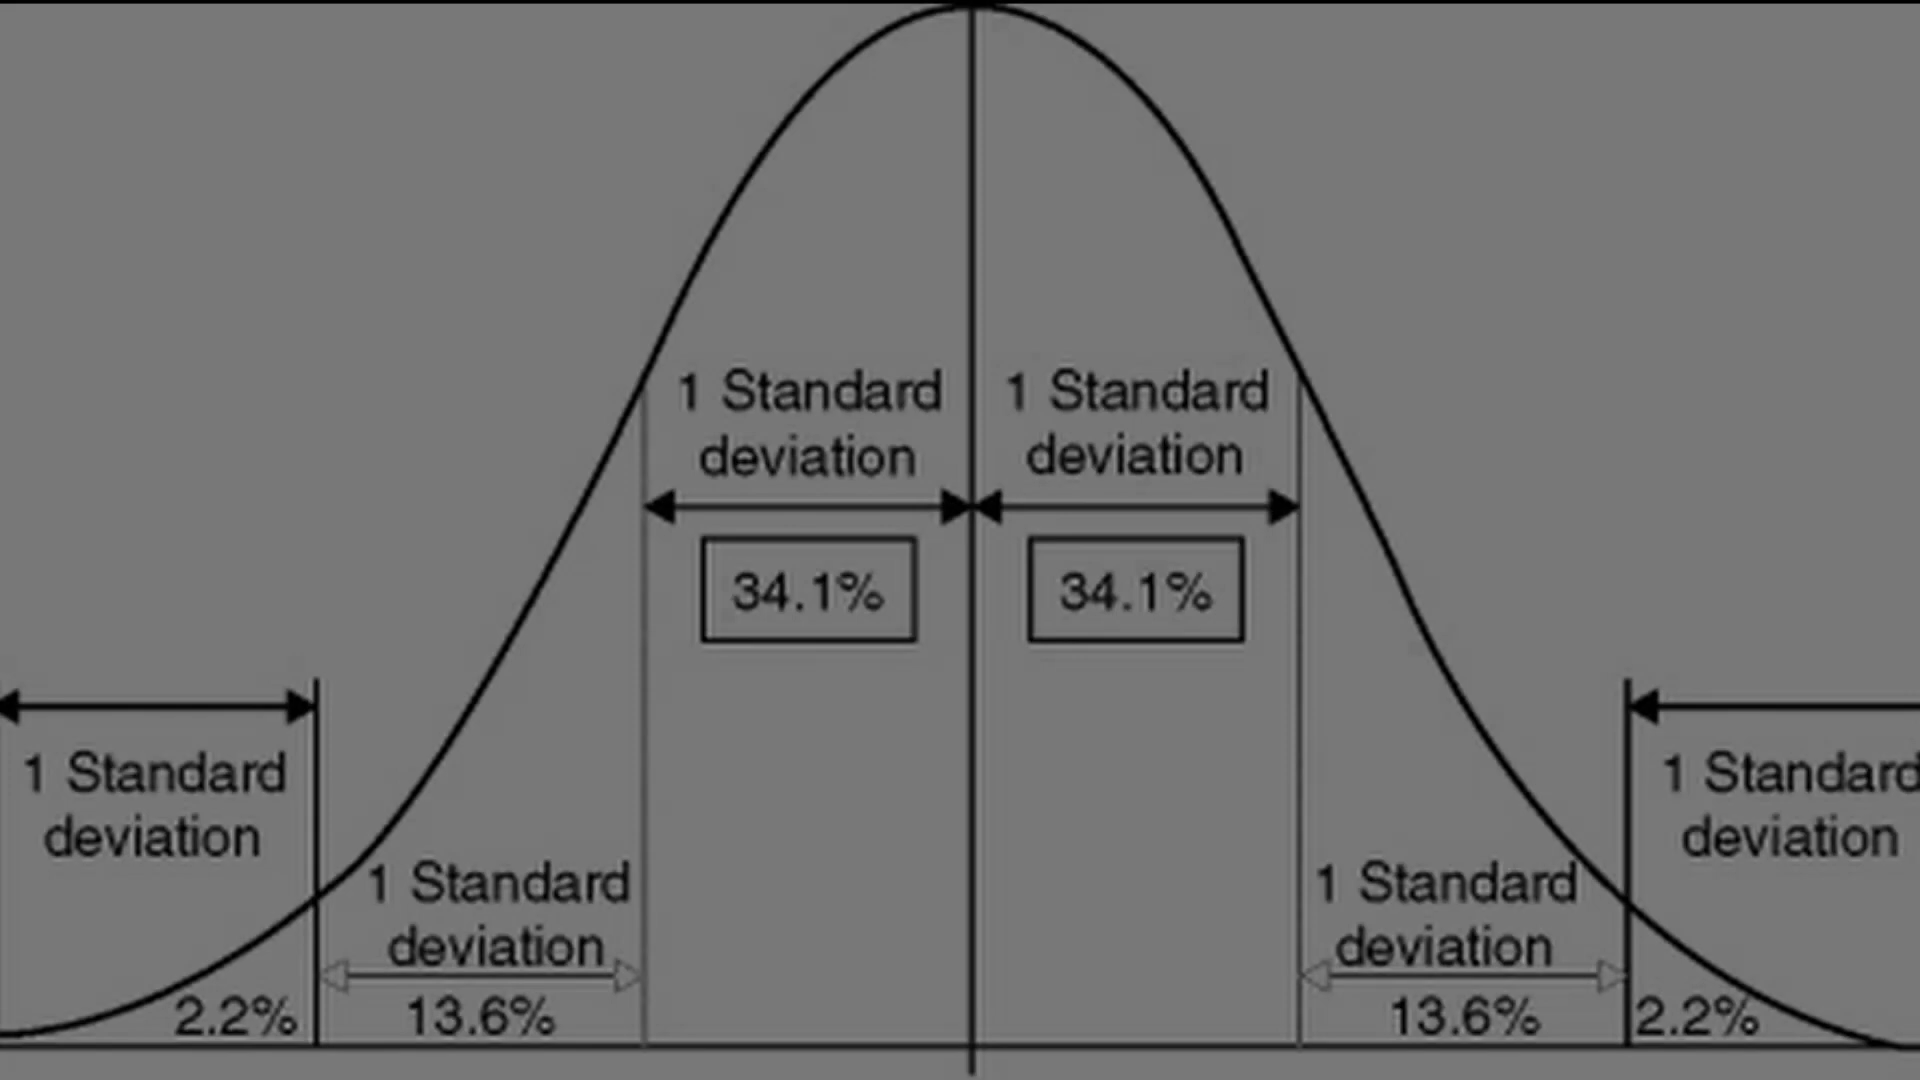 1 Standard
deviation
1 Standard
deviation
34.1%
34.1%
1 Standard
deviation
1 Standard
deviation
1 Standard
deviation
1 Standard
deviation
2.2%
13.6%
13.6%
2.2%